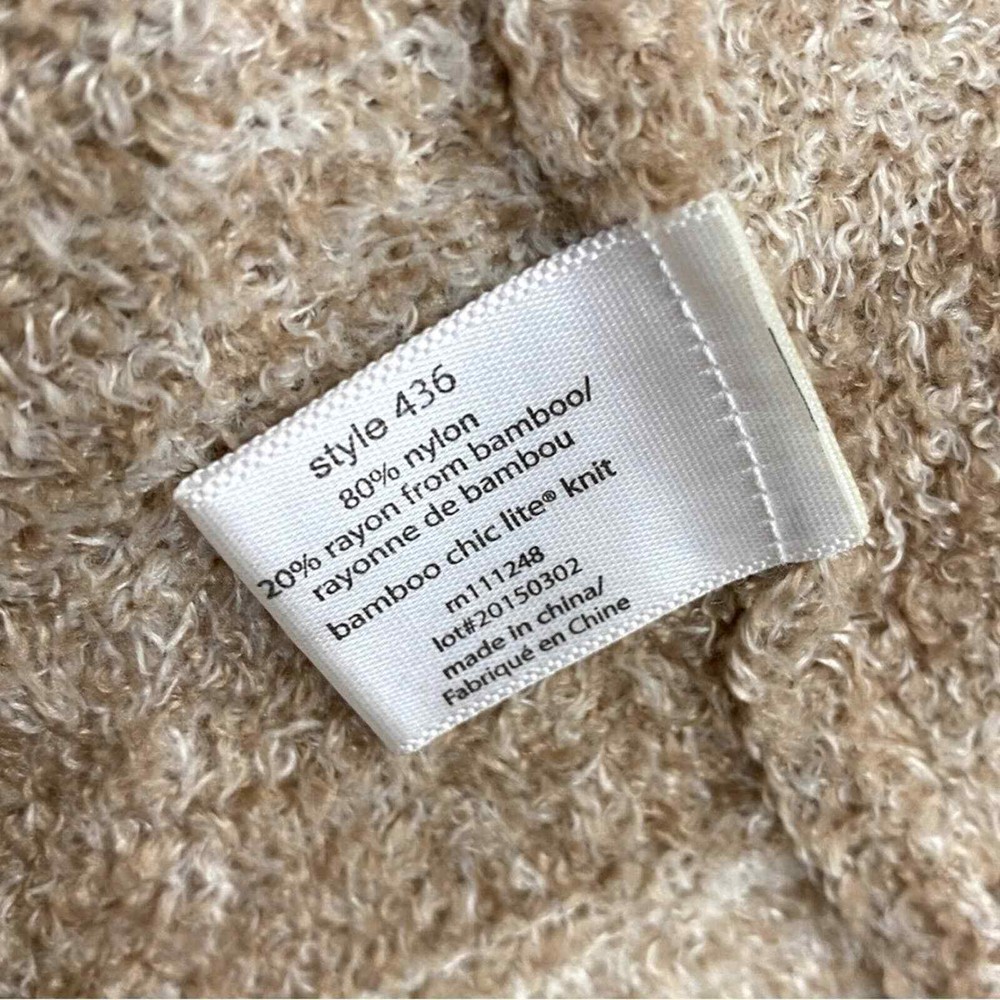 style 436
80% nylon
20% rayon from bamboo/
rayonne de bambou
bamboo chic lite® knit
m111248
lot#20150302
made in china/
Fabriqué en Chine